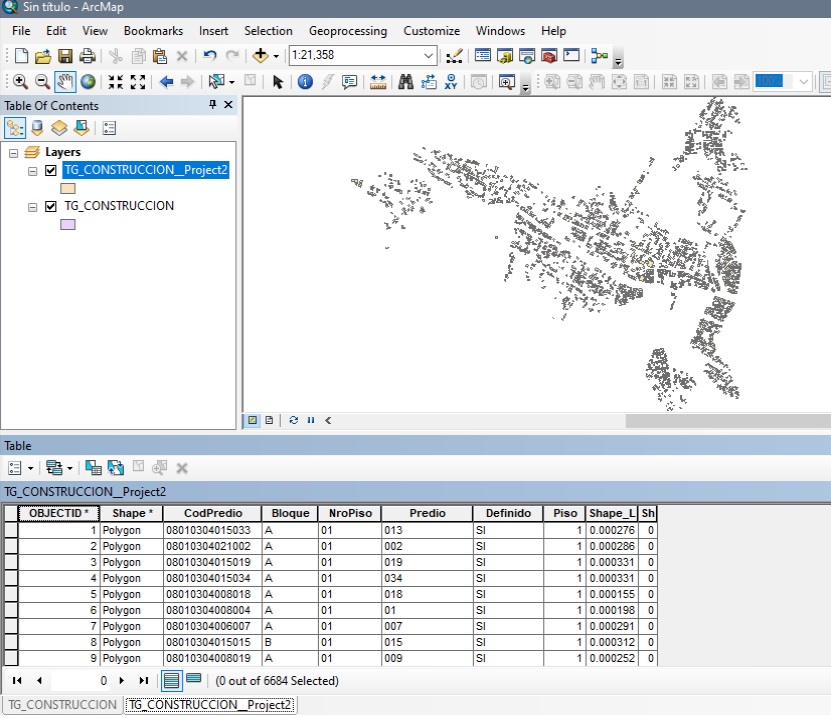 Sin título - ArcMap
File Edit View Bookmarks Insert Selection Geoprocessing Customize Windows Help
1:21,358
XY
100%
Table Of Contents
Layers
TG_CONSTRUCCION__Project2
TG_CONSTRUCCION
Table
TG_CONSTRUCCION__Project2
OBJECTID * Shape * CodPredio Bloque NroPiso Predio Definido Piso Shape_L Sh
1 Polygon 08010304015033 A 01 013 SI 1 0.000276 0
2 Polygon 08010304021002 A 01 002 SI 1 0.000286 0
3 Polygon 08010304015019 A 01 019 SI 1 0.000331 0
4 Polygon 08010304015034 A 01 034 SI 1 0.000331 0
5 Polygon 08010304008018 A 01 018 SI 1 0.000155 0
6 Polygon 08010304008004 A 01 01 SI 1 0.000198 0
7 Polygon 08010304006007 A 01 007 SI 1 0.000291 0
8 Polygon 08010304015015 B 01 015 SI 1 0.000312 0
9 Polygon 08010304008019 A 01 009 SI 1 0.000252 0
0 (0 out of 6684 Selected)
TG_CONSTRUCCION TG_CONSTRUCCION__Project2